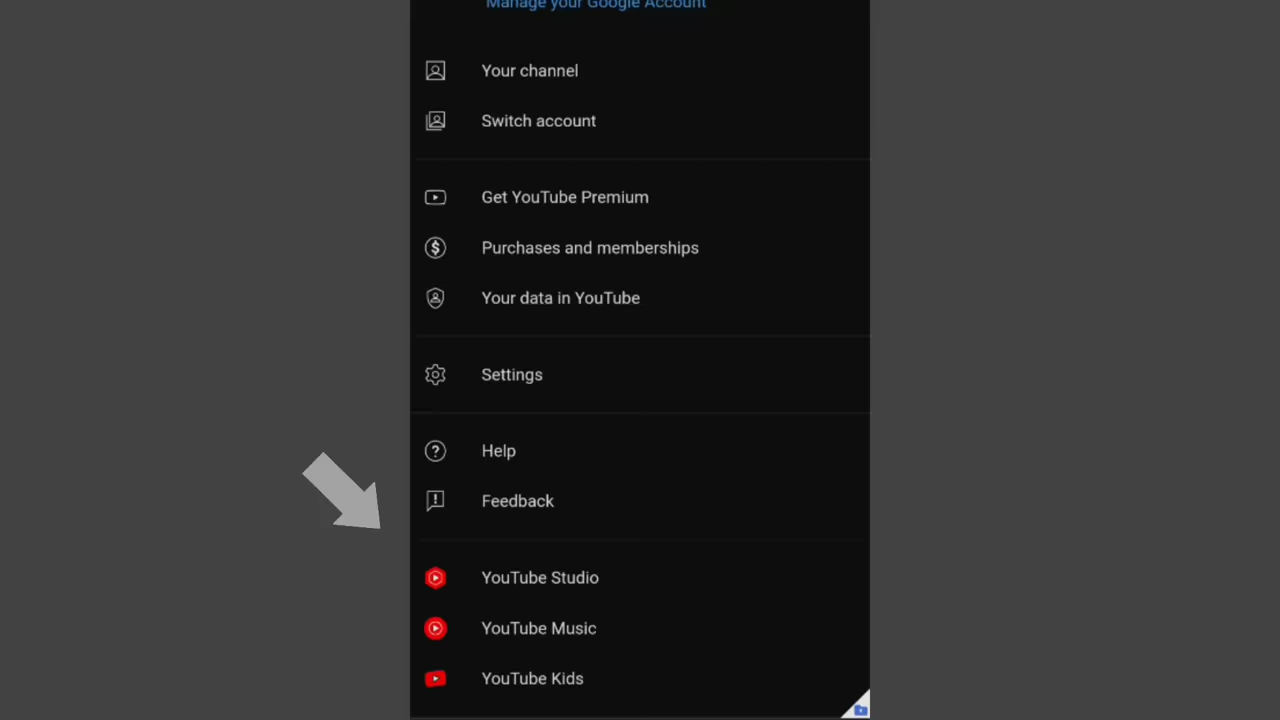 Manage your Google Account
Your channel
Switch account
Get YouTube Premium
Purchases and memberships
Your data in YouTube
Settings
Help
Feedback
YouTube Studio
YouTube Music
YouTube Kids